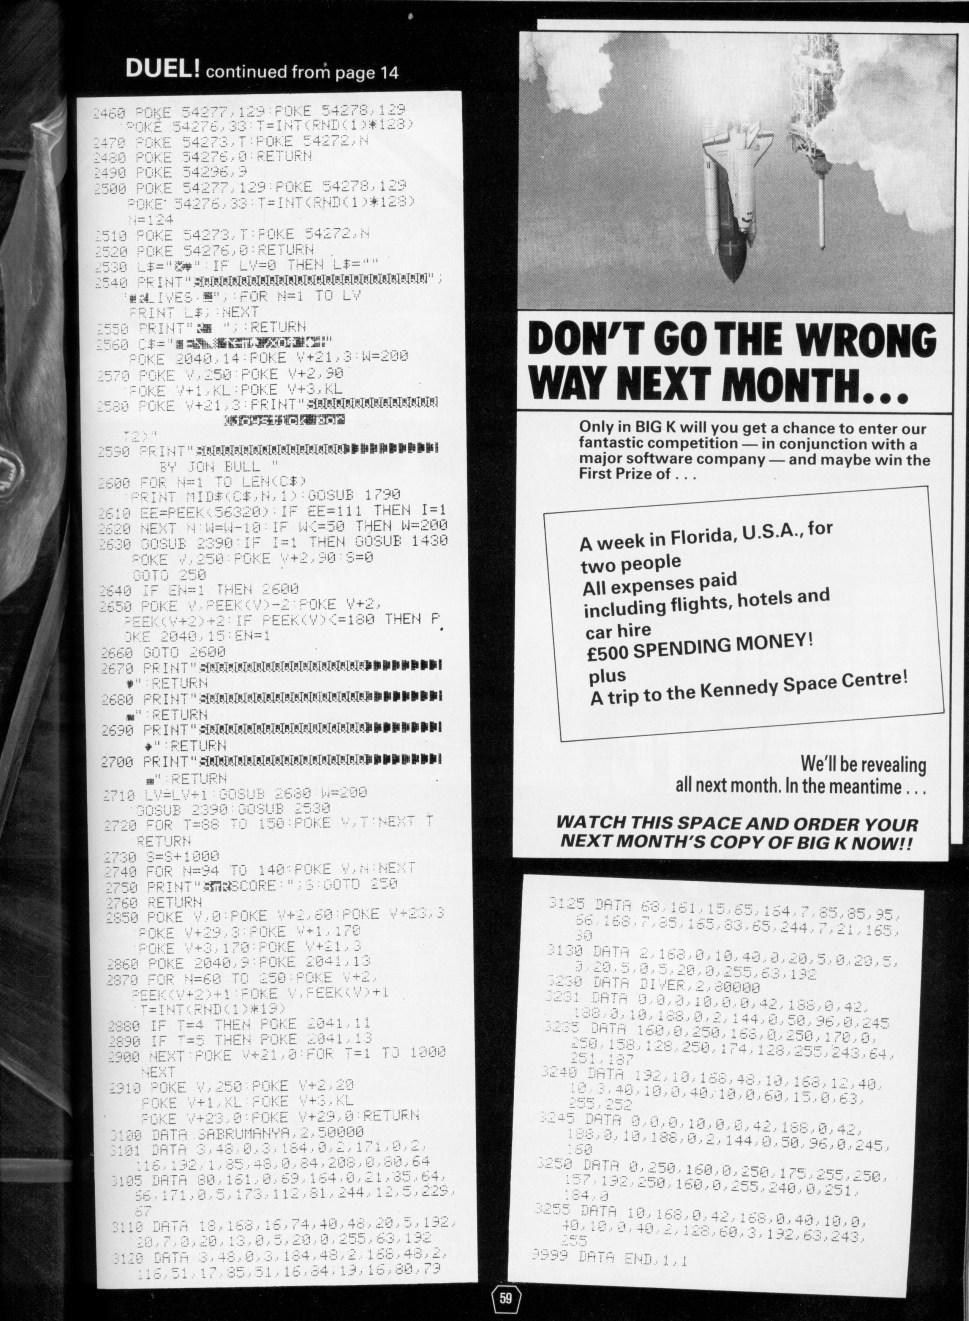 DUEL! continued from page 14
2460 POKE 54277,129:POKE 54278,129
POKE 54276,33:T=INT(RND(1)*128)
2470 POKE 54273,T:POKE 54272,N
2480 POKE 54276,0:RETURN
2490 POKE 54296,9
2500 POKE 54277,129:POKE 54278,129
POKE 54276,33:T=INT(RND(1)*128)
N=124
2510 POKE 54273,T:POKE 54272,N
2520 POKE 54276,0:RETURN
2530 L$=" ":IF LV=0 THEN L$=""
2540 PRINT" ";
LIVES ";:FOR N=1 TO LV
PRINT L$;:NEXT
2550 PRINT" ";:RETURN
2560 C$="
POKE 2040,14:POKE V+21,3:W=200
2570 POKE V,250:POKE V+2,90
POKE V+1,KL:POKE V+3,KL
2580 POKE V+21,3:PRINT"
T2)"
2590 PRINT"
BY JON BULL "
2600 FOR N=1 TO LEN(C$)
:PRINT MID$(C$,N,1):GOSUB 1790
2610 EE=PEEK(56320):IF EE=111 THEN I=1
2620 NEXT N:W=W-10:IF W<=50 THEN W=200
2630 GOSUB 2390:IF I=1 THEN GOSUB 1430
POKE V,250:POKE V+2,90:S=0
GOTO 250
2640 IF EN=1 THEN 2600
2650 POKE V,PEEK(V)-2:POKE V+2,
PEEK(V+2)+2:IF PEEK(V)<=180 THEN P
OKE 2040,15:EN=1
2660 GOTO 2600
2670 PRINT"
":RETURN
2680 PRINT"
":RETURN
2690 PRINT"
":RETURN
2700 PRINT"
":RETURN
2710 LV=LV+1:GOSUB 2680 W=200
GOSUB 2390:GOSUB 2530
2720 FOR T=88 TO 150:POKE V,T:NEXT T
RETURN
2730 S=S+1000
2740 FOR N=94 TO 140:POKE V,N:NEXT
2750 PRINT" SCORE:";S:GOTO 250
2760 RETURN
2850 POKE V,0:POKE V+2,60:POKE V+23,3
POKE V+29,3:POKE V+1,170
POKE V+3,170:POKE V+21,3
2860 POKE 2040,9:POKE 2041,13
2870 FOR N=60 TO 250:POKE V+2,
PEEK(V+2)+1:POKE V,PEEK(V)+1
T=INT(RND(1)*19)
2880 IF T=4 THEN POKE 2041,11
2890 IF T=5 THEN POKE 2041,13
2900 NEXT:POKE V+21,0:FOR T=1 TO 1000
NEXT
2910 POKE V,250:POKE V+2,20
POKE V+1,KL:POKE V+3,KL
POKE V+23,0:POKE V+29,0:RETURN
3100 DATA SABRUMANYA,2,50000
3101 DATA 3,48,0,3,184,0,2,171,0,2,
116,192,1,85,48,0,84,208,0,80,64
3105 DATA 80,161,0,69,164,0,21,85,64,
66,171,0,5,173,112,81,244,12,5,229,
67
3110 DATA 18,168,16,74,40,48,20,5,192,
20,7,0,20,13,0,5,20,0,255,63,192
3120 DATA 3,48,0,3,184,48,2,168,48,2,
116,51,17,85,51,16,84,19,16,80,79
DON'T GO THE WRONG
WAY NEXT MONTH...
Only in BIG K will you get a chance to enter our
fantastic competition — in conjunction with a
major software company — and maybe win the
First Prize of . . .
A week in Florida, U.S.A., for
two people
All expenses paid
including flights, hotels and
car hire
£500 SPENDING MONEY!
plus
A trip to the Kennedy Space Centre!
We'll be revealing
all next month. In the meantime . . .
WATCH THIS SPACE AND ORDER YOUR
NEXT MONTH'S COPY OF BIG K NOW!!
3125 DATA 68,161,15,65,164,7,85,85,95,
66,168,7,85,165,83,65,244,7,21,165,
30
3130 DATA 2,168,0,10,40,0,20,5,0,20,5,
0,20,5,0,5,20,0,255,63,192
3230 DATA DIVER,2,80000
3231 DATA 0,0,0,10,0,0,42,188,0,42,
188,0,10,188,0,2,144,0,50,96,0,245
3235 DATA 160,0,250,168,0,250,170,0,
250,158,128,250,174,128,255,243,64,
251,187
3240 DATA 192,10,168,48,10,168,12,40,
10,3,40,10,0,40,10,0,60,15,0,63,
255,252
3245 DATA 0,0,0,10,0,0,42,188,0,42,
188,0,10,188,0,2,144,0,50,96,0,245,
160
3250 DATA 0,250,160,0,250,175,255,250,
157,192,250,160,0,255,240,0,251,
184,0
3255 DATA 10,168,0,42,168,0,40,10,0,
40,10,0,40,2,128,60,3,192,63,243,
255
9999 DATA END,1,1
59